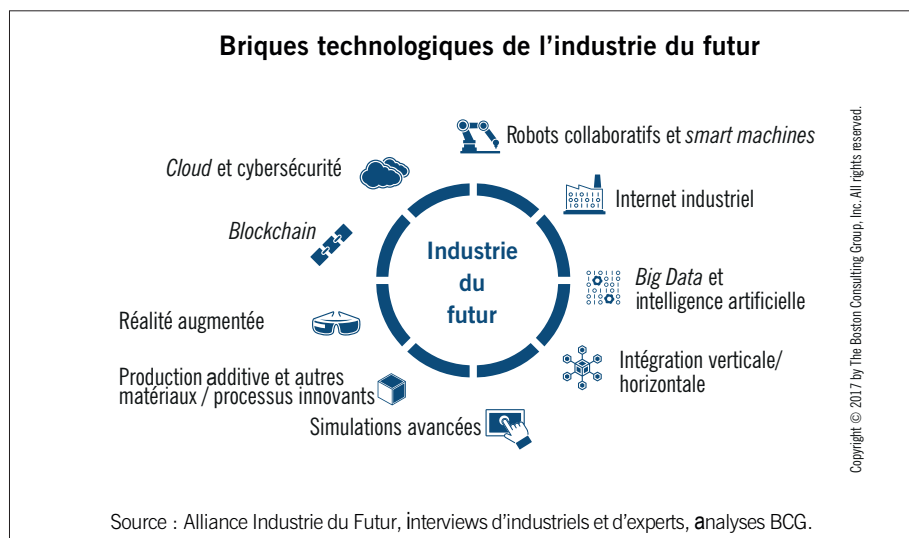 Briques technologiques de l’industrie du futur
Robots collaboratifs et smart machines
Cloud et cybersécurité
Internet industriel
Blockchain
Industrie
du
futur
Big Data et
intelligence artificielle
Réalité augmentée
Intégration verticale/
horizontale
Production additive et autres
matériaux / processus innovants
Simulations avancées
Copyright © 2017 by The Boston Consulting Group, Inc. All rights reserved.
Source : Alliance Industrie du Futur, interviews d’industriels et d’experts, analyses BCG.